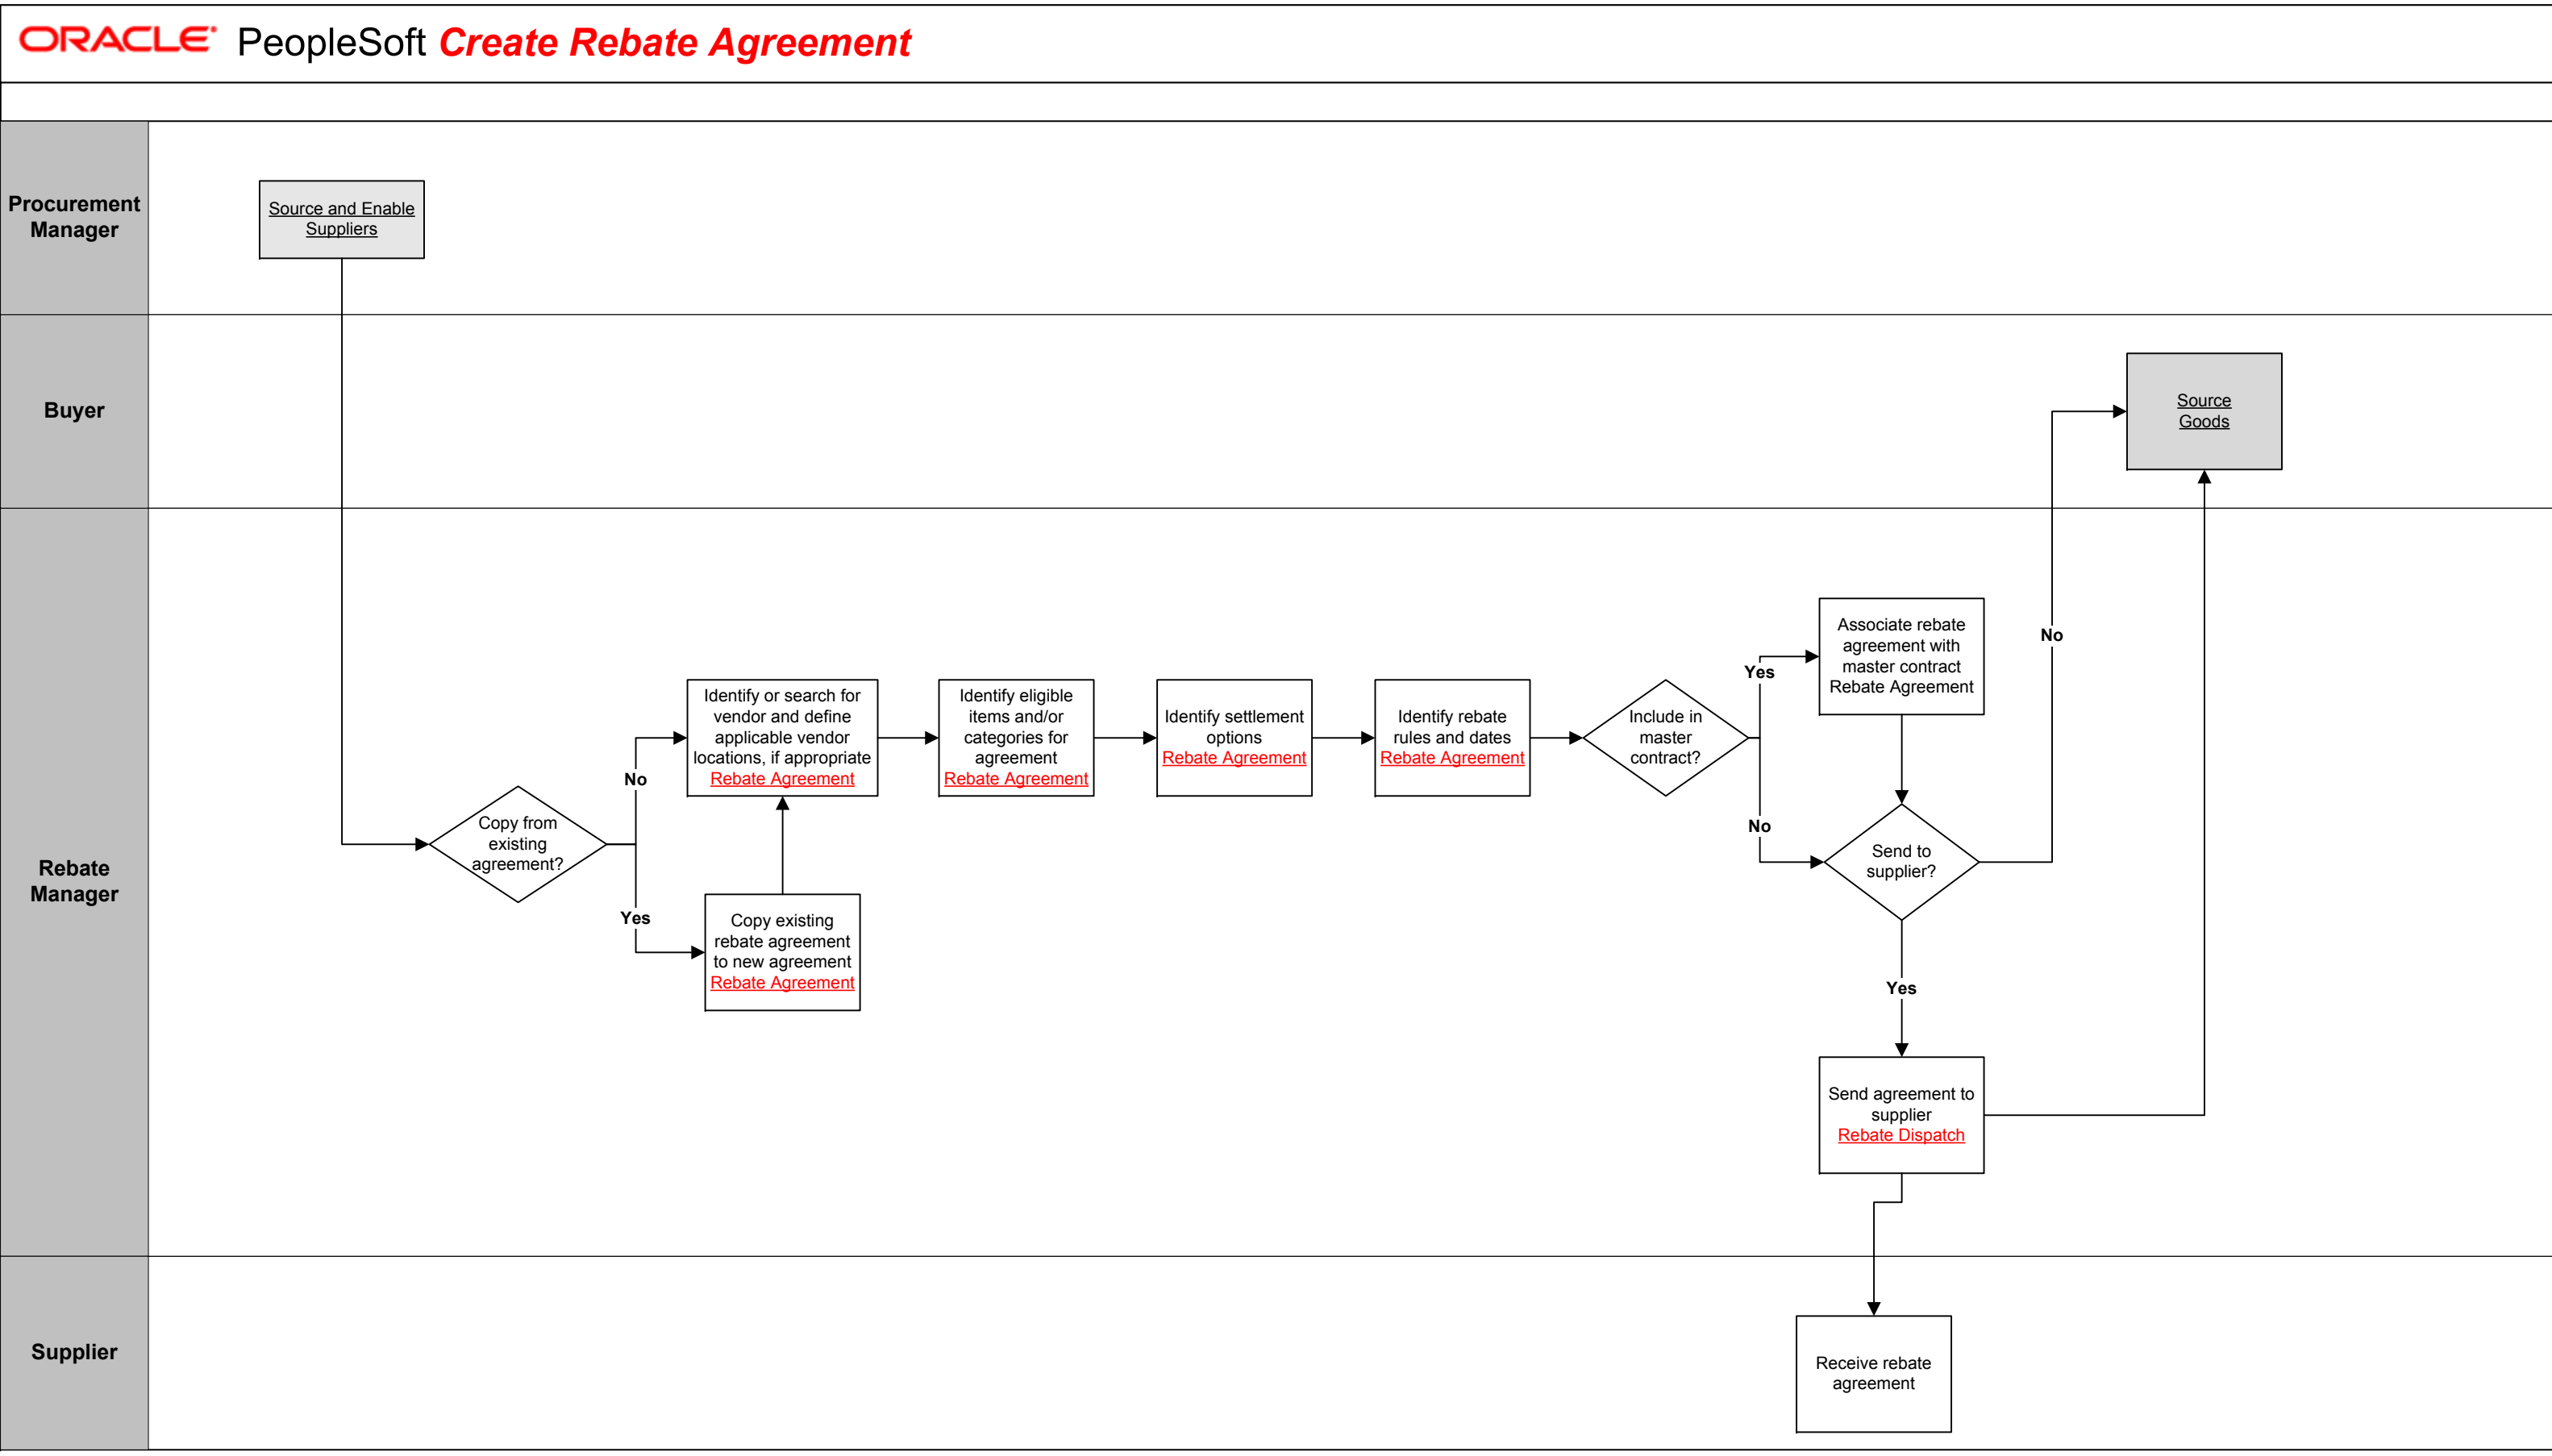 ORACLE PeopleSoft Create Rebate Agreement
Procurement
Manager
Source and Enable
Suppliers
Buyer
Source
Goods
Rebate
Manager
Copy from
existing
agreement?
No
Yes
Identify or search for
vendor and define
applicable vendor
locations, if appropriate
Rebate Agreement
Copy existing
rebate agreement
to new agreement
Rebate Agreement
Identify eligible
items and/or
categories for
agreement
Rebate Agreement
Identify settlement
options
Rebate Agreement
Identify rebate
rules and dates
Rebate Agreement
Include in
master
contract?
Yes
No
Associate rebate
agreement with
master contract
Rebate Agreement
Send to
supplier?
No
Yes
Send agreement to
supplier
Rebate Dispatch
Supplier
Receive rebate
agreement